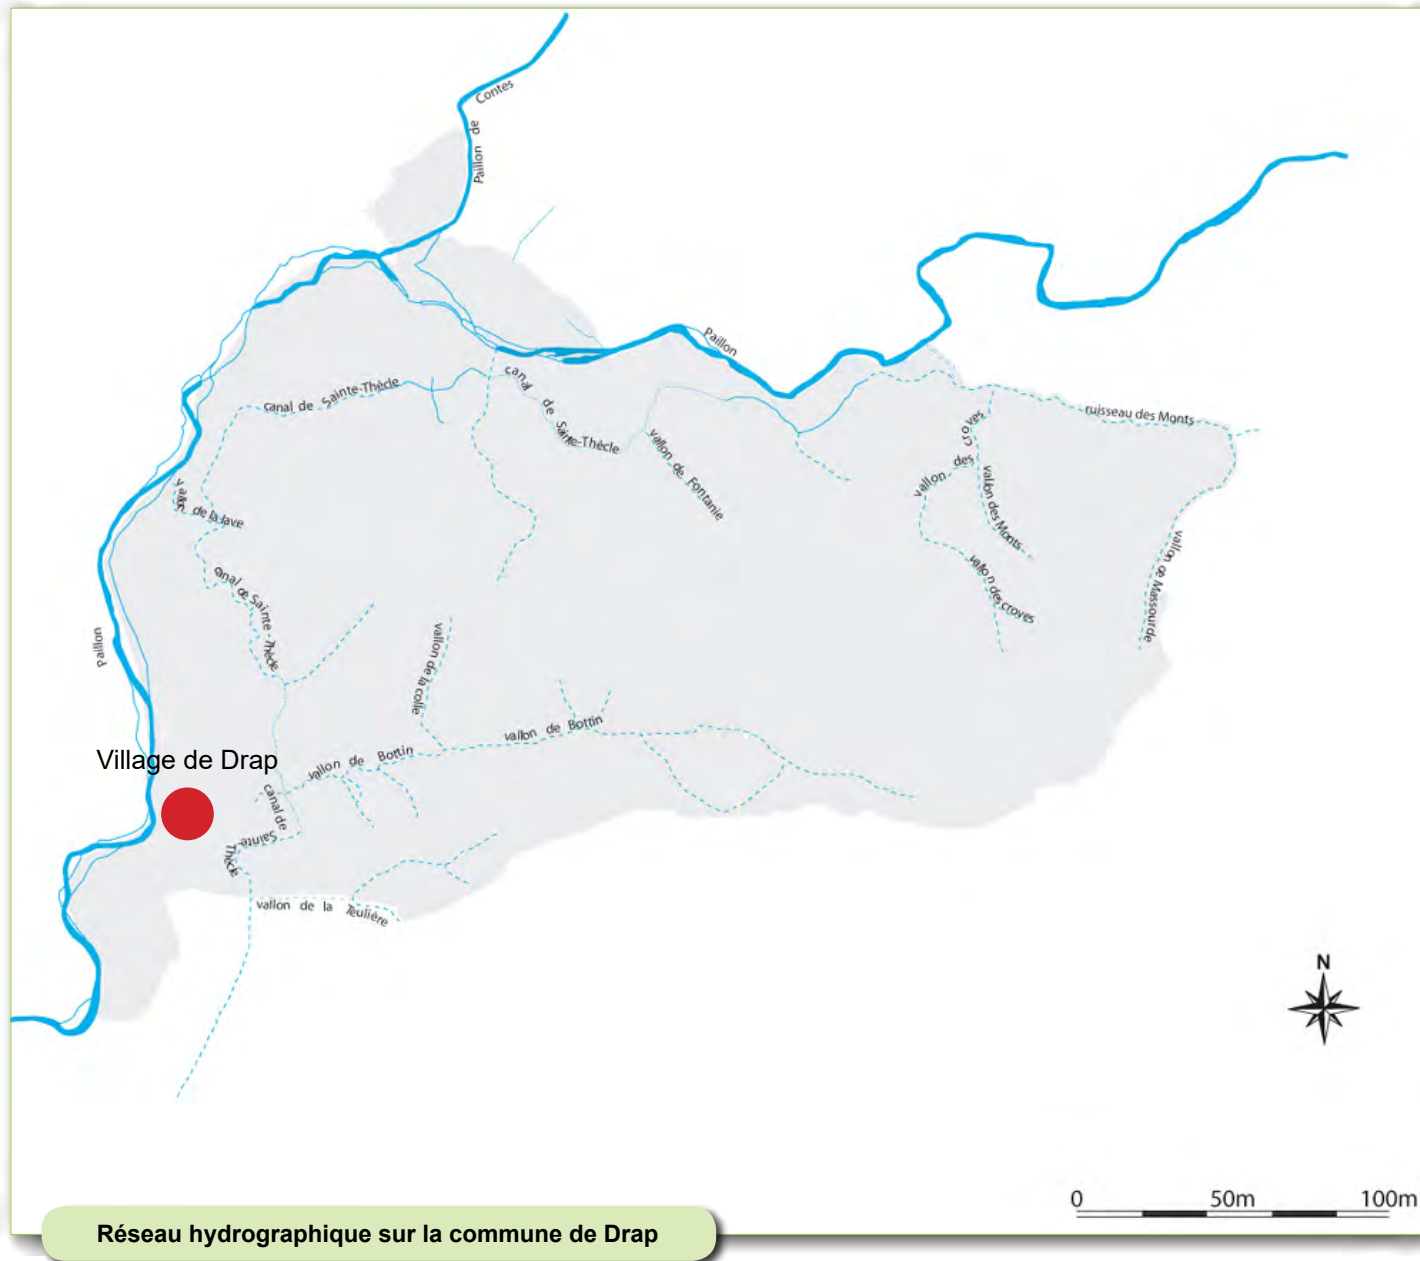 Contes
Paillon de
Paillon
canal de Sainte-Thècle
canal de Sainte-Thècle
ruisseau des Monts
vallon de Fontanie
vallon des croves
vallon des Monts
vallon de la lave
vallon de Massourde
canal de Sainte-Thècle
vallon des croves
Paillon
vallon de la colle
vallon de Bottin
vallon de Bottin
Village de Drap
canal de
Sainte-
Thècle
vallon de la Teulière
N
0 50m 100m
Réseau hydrographique sur la commune de Drap